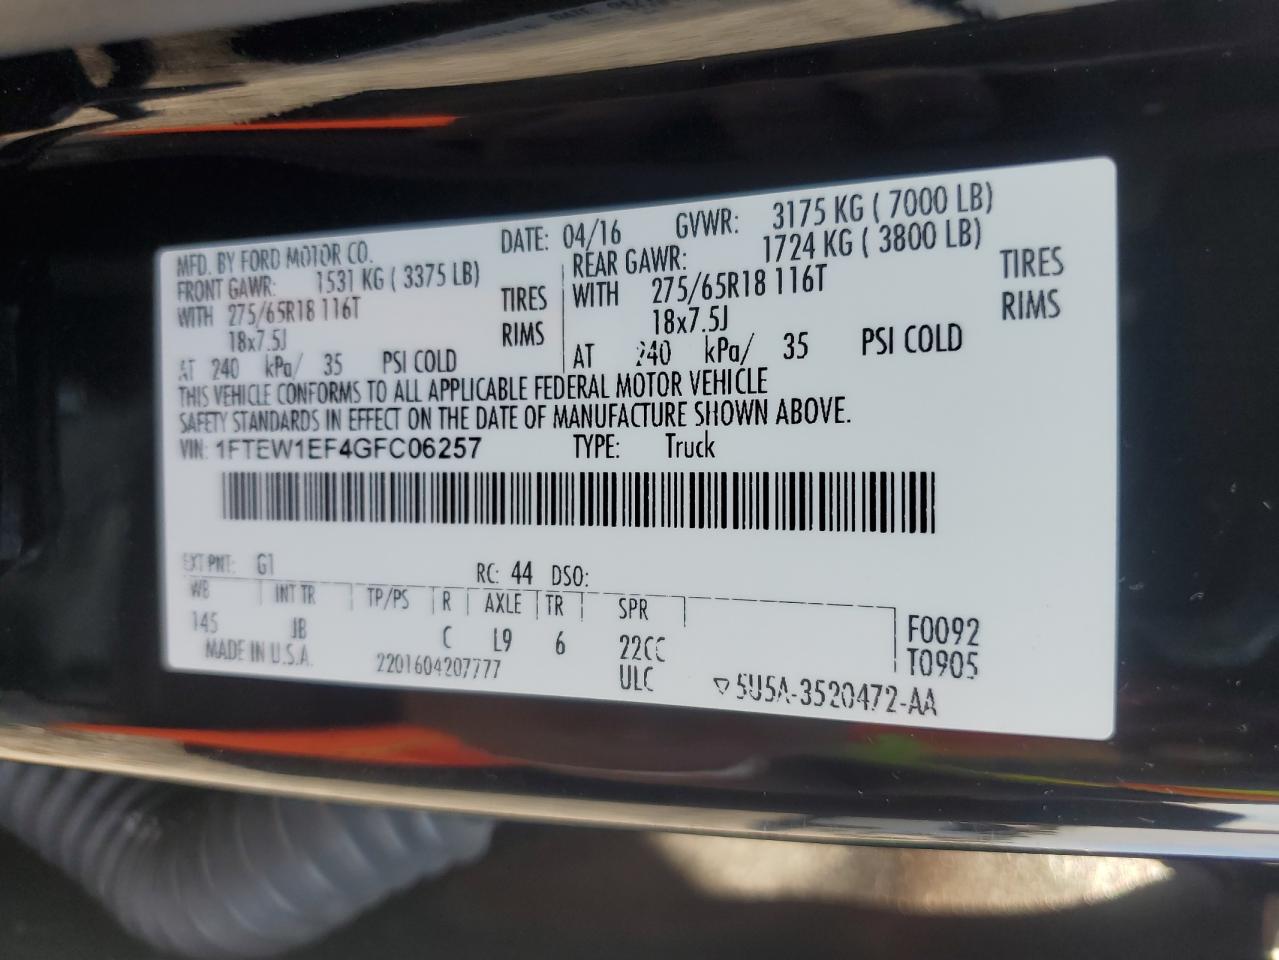 MFD. BY FORD MOTOR CO. DATE: 04/16 GVWR: 3175 KG ( 7000 LB)
FRONT GAWR: 1531 KG ( 3375 LB) REAR GAWR: 1724 KG ( 3800 LB)
WITH 275/65R18 116T TIRES WITH 275/65R18 116T TIRES
18x7.5J RIMS 18x7.5J RIMS
AT 240 kPa/ 35 PSI COLD AT 240 kPa/ 35 PSI COLD
THIS VEHICLE CONFORMS TO ALL APPLICABLE FEDERAL MOTOR VEHICLE
SAFETY STANDARDS IN EFFECT ON THE DATE OF MANUFACTURE SHOWN ABOVE.
VIN: 1FTEW1EF4GFC06257 TYPE: Truck
EXT PNT: G1 RC: 44 DSO:
WB INT TR TP/PS R AXLE TR SPR
145 JB C L9 6 22CC F0092
MADE IN U.S.A. 2201604207777 ULC T0905
▽ 5U5A-3520472-AA